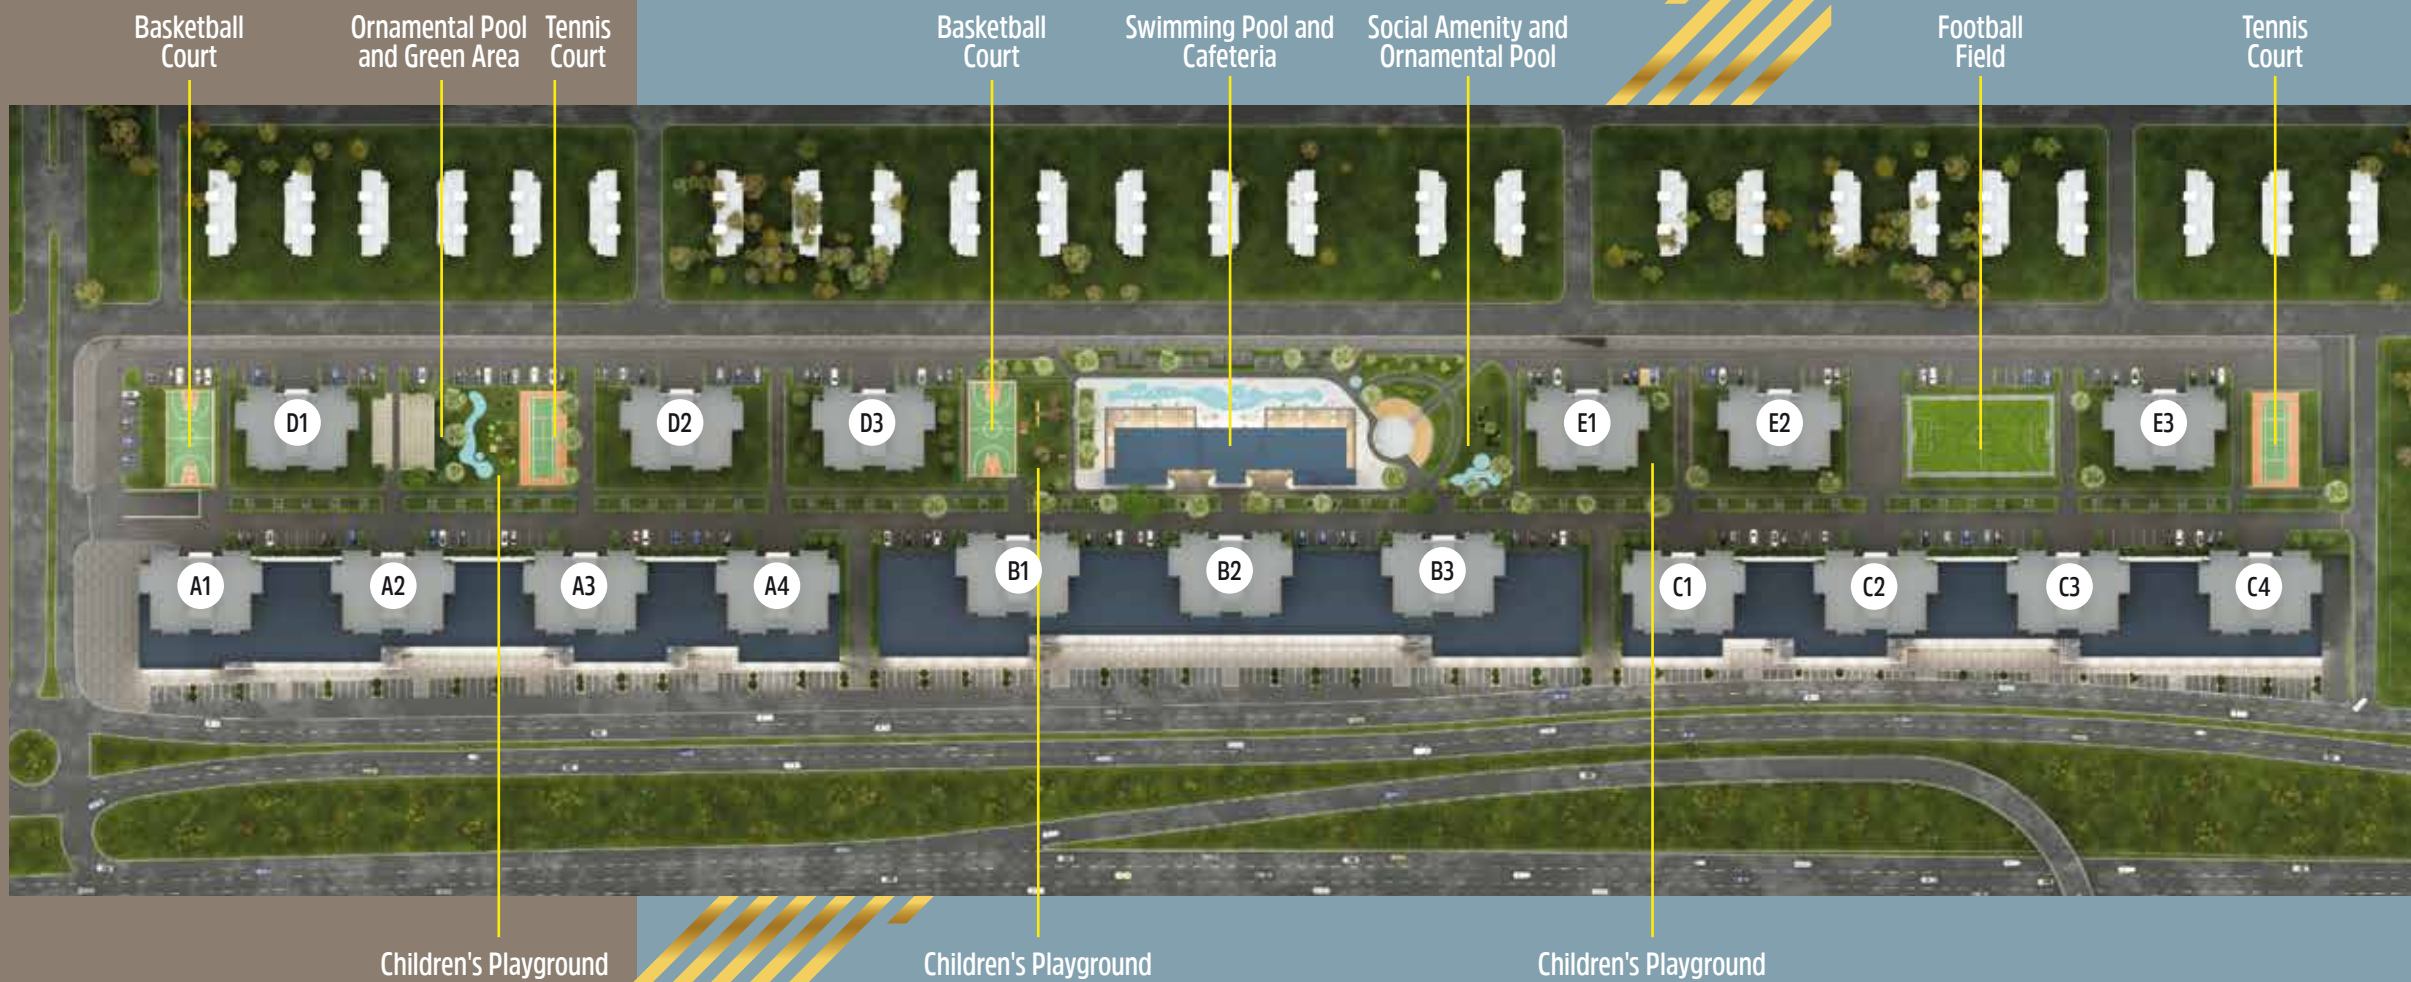 Basketball
Court
Ornamental Pool
and Green Area
Tennis
Court
Basketball
Court
Swimming Pool and
Cafeteria
Social Amenity and
Ornamental Pool
Football
Field
Tennis
Court
D1
D2
D3
E1
E2
E3
A1
A2
A3
A4
B1
B2
B3
C1
C2
C3
C4
Children's Playground
Children's Playground
Children's Playground